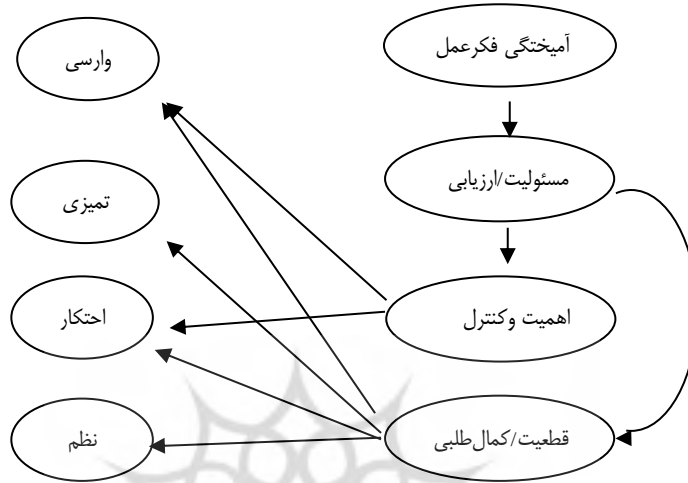 آمیختگی فکرعمل
وارسی
مسئولیت/ارزیابی
تمیزی
اهمیت وکنترل
احتکار
قطعیت/کمال‌طلبی
نظم